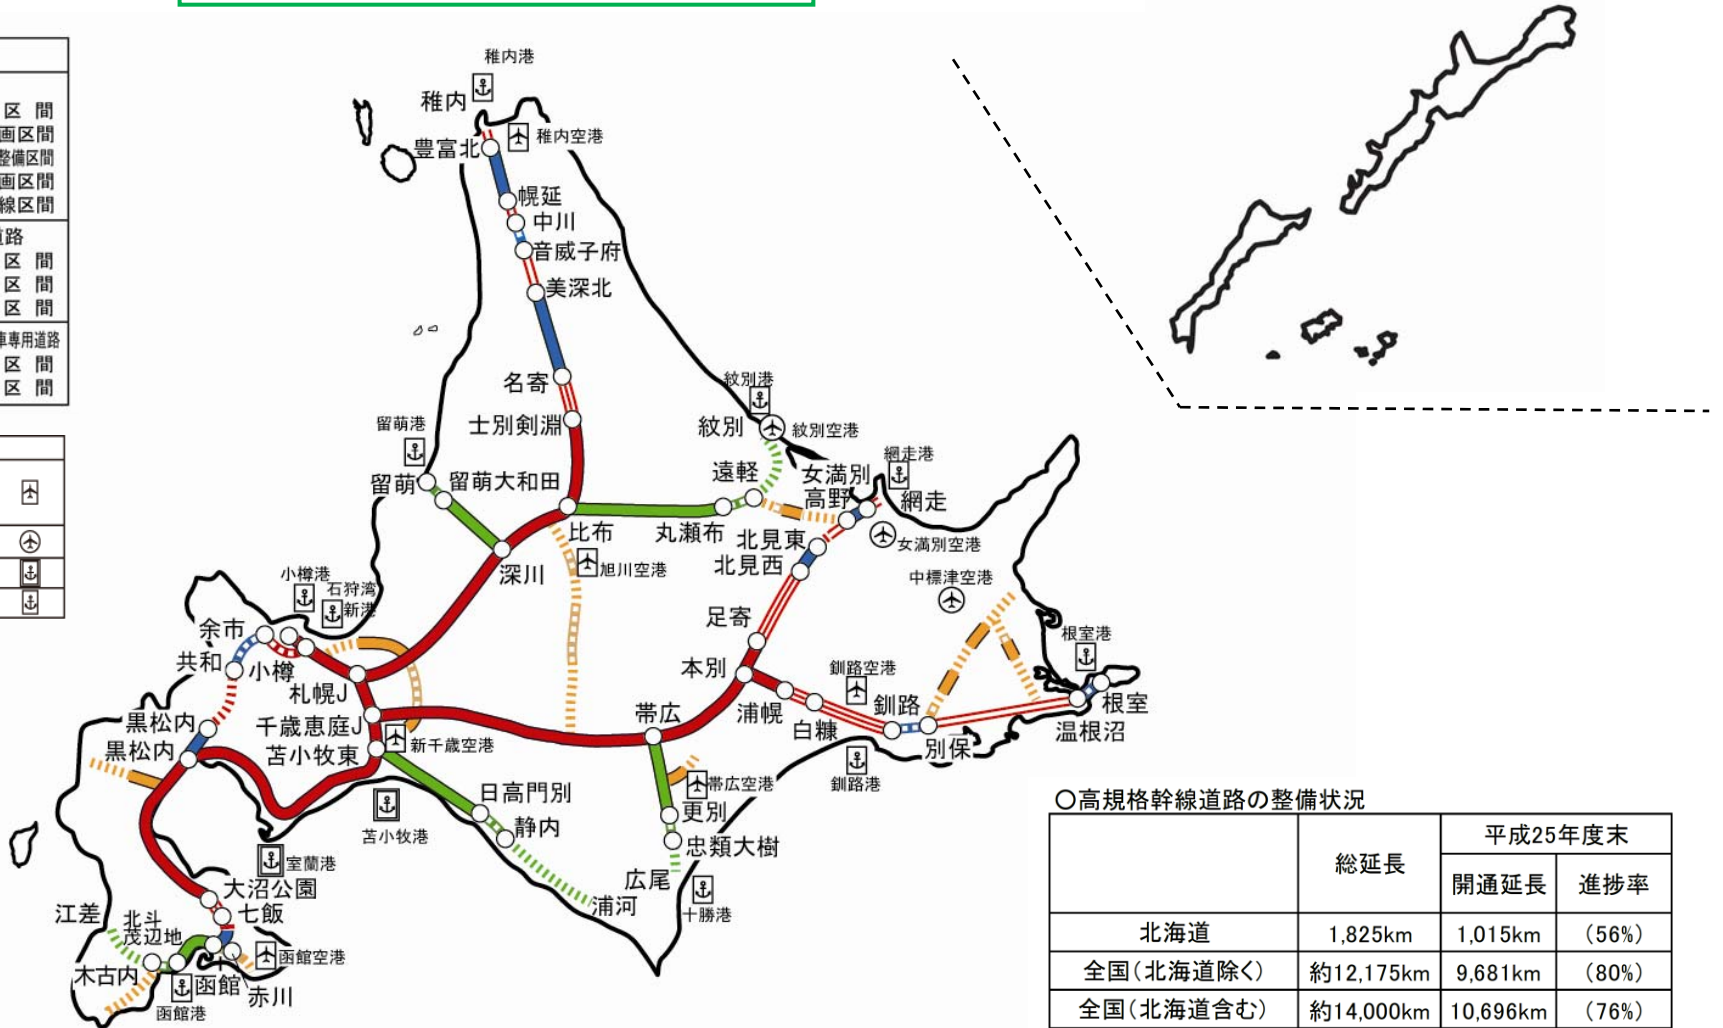 区 間
画区間
整備区間
画区間
線区間
道路
区 間
区 間
区 間
車専用道路
区 間
区 間
稚内港
稚内
稚内空港
豊富北
幌延
中川
音威子府
美深北
名寄
士別剣淵
紋別港
紋別
紋別空港
留萌港
留萌
留萌大和田
遠軽
女満別
高野
網走港
網走
比布
丸瀬布
北見東
女満別空港
北見西
旭川空港
深川
中標津空港
小樽港
石狩湾
新港
余市
足寄
根室港
共和
小樽
札幌J
本別
釧路空港
釧路
根室
黒松内
千歳恵庭J
帯広
浦幌
白糠
温根沼
黒松内
苫小牧東
新千歳空港
別保
帯広空港
釧路港
日高門別
更別
静内
苫小牧港
忠類大樹
室蘭港
大沼公園
広尾
浦河
十勝港
江差
北斗
茂辺地
七飯
函館空港
木古内
函館
赤川
函館港
〇高規格幹線道路の整備状況
総延長 平成25年度末
開通延長 進捗率
北海道 1,825km 1,015km (56%)
全国(北海道除く) 約12,175km 9,681km (80%)
全国(北海道含む) 約14,000km 10,696km (76%)